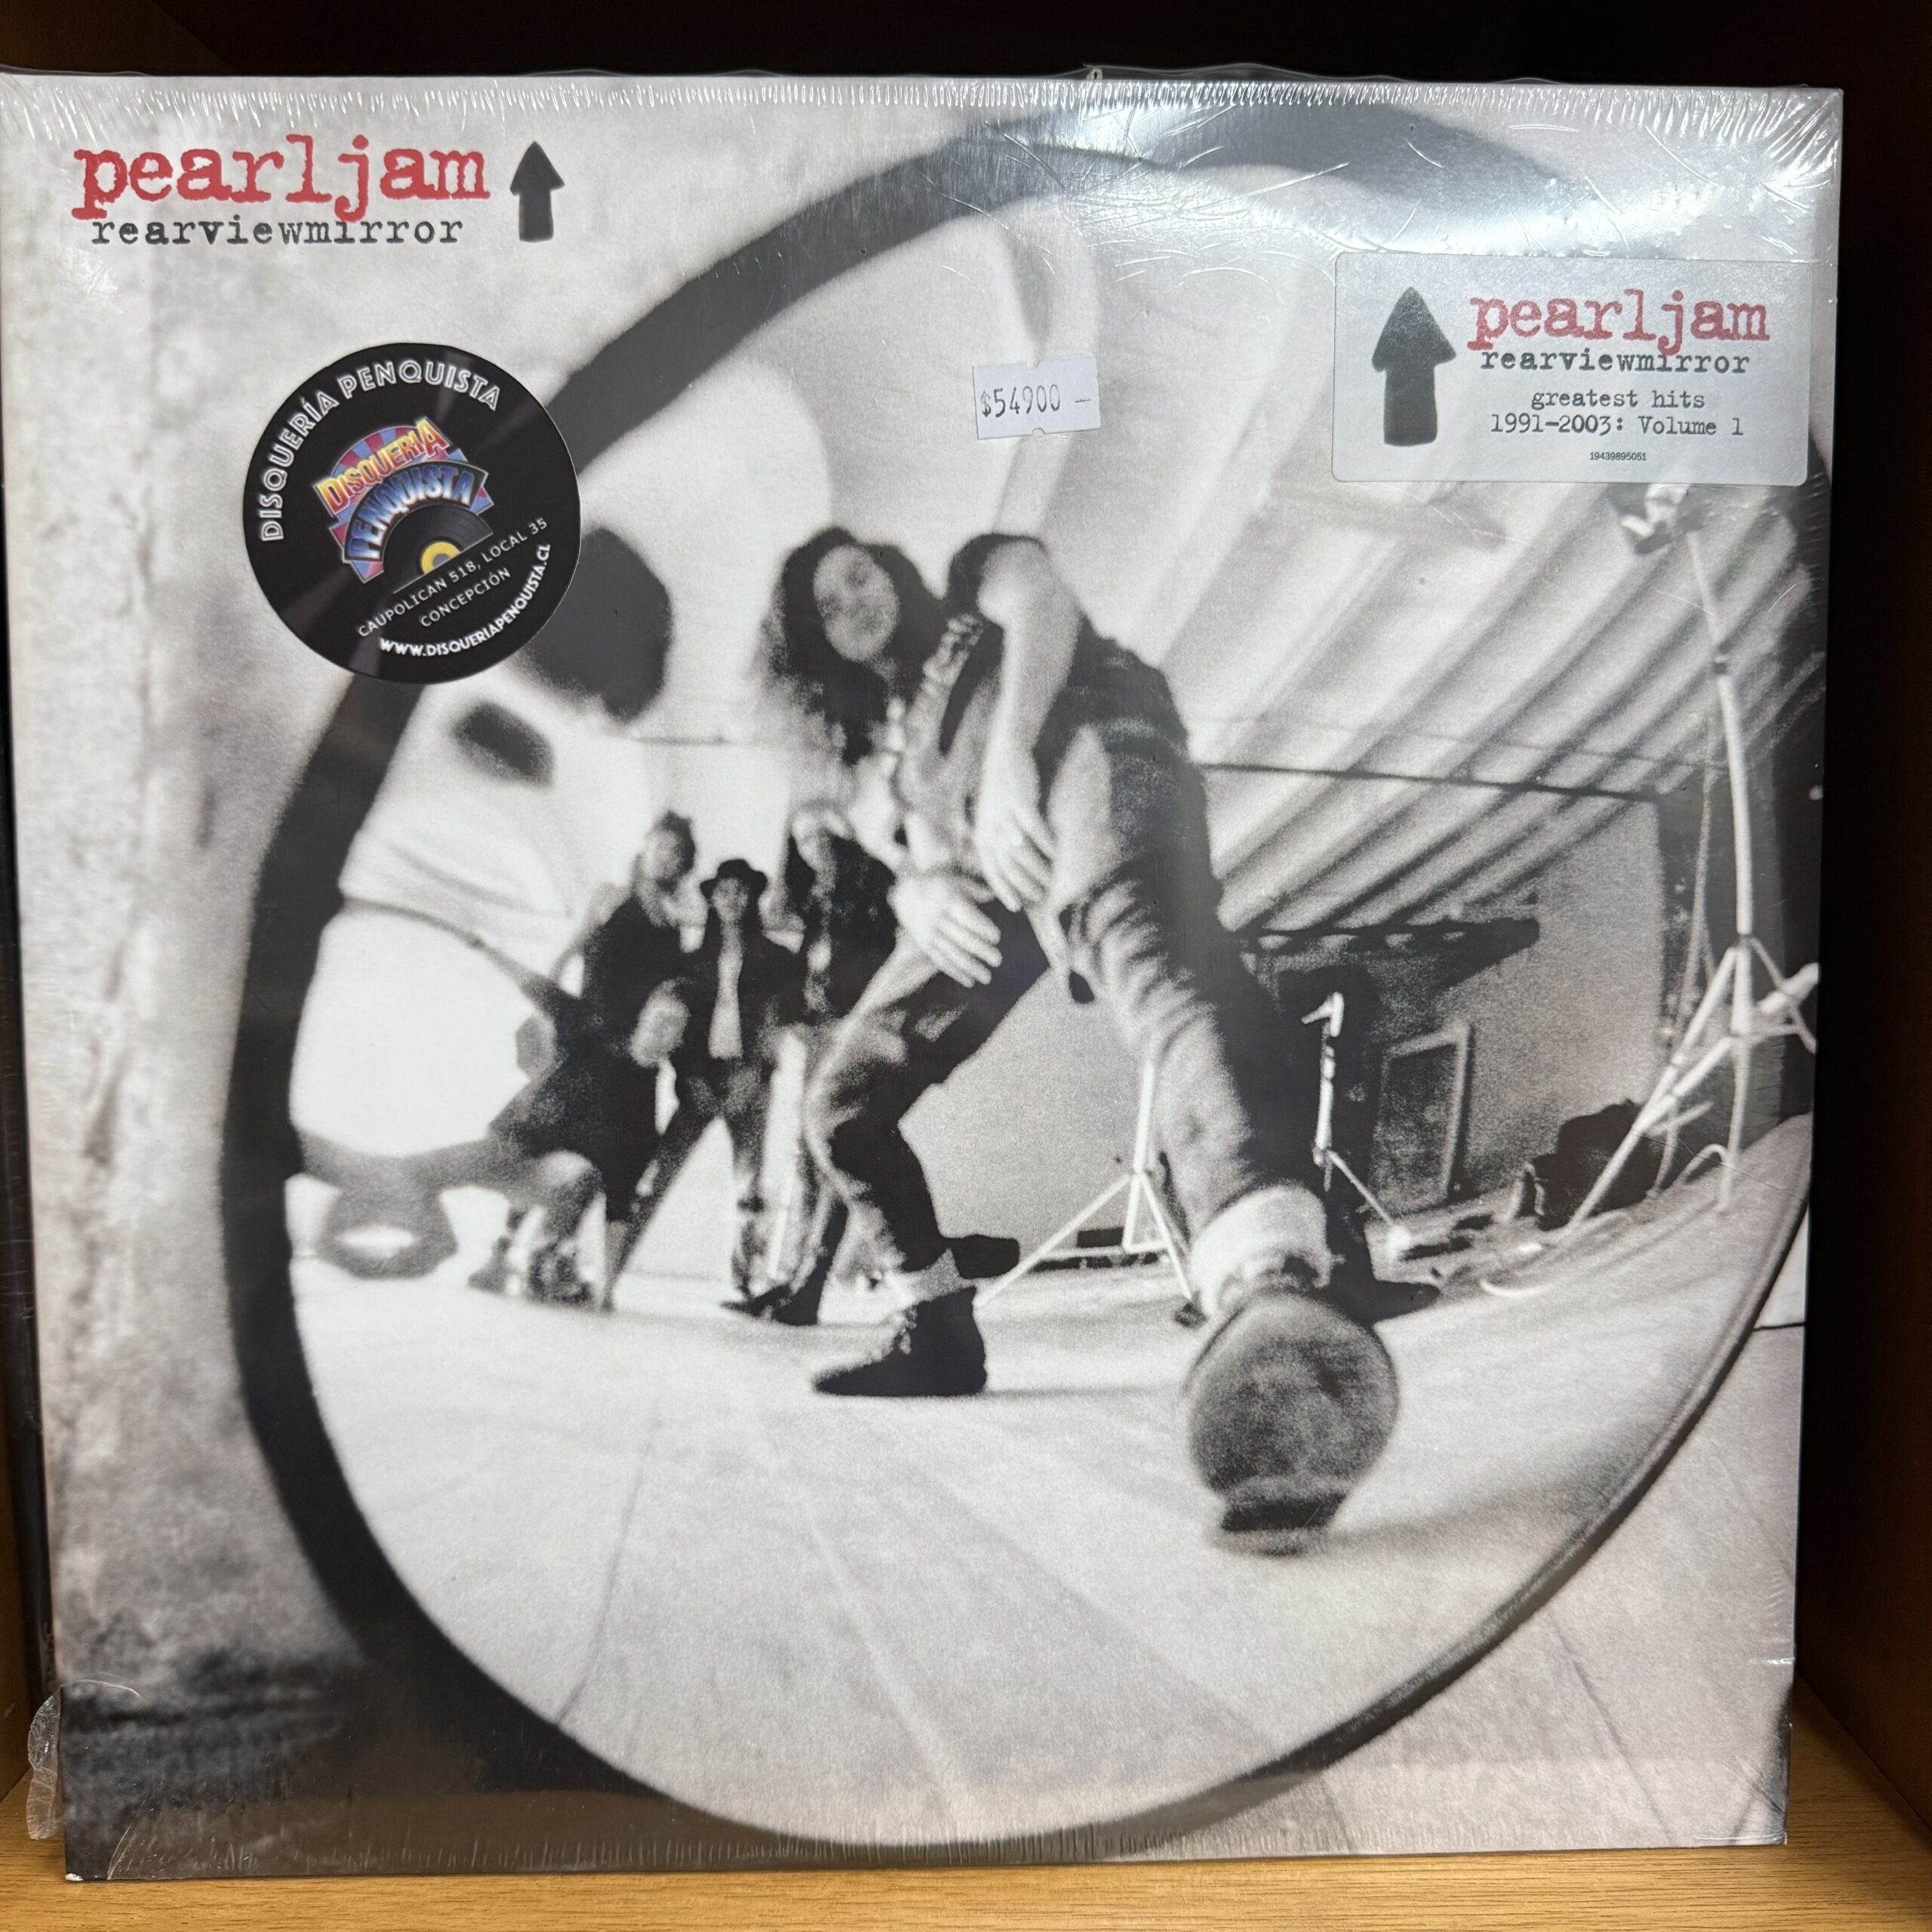 pearljam
rearviewmirror
pearljam
rearviewmirror
greatest hits
1991-2003: Volume 1
19439895051
$54900 —
DISQUERÍA PENQUISTA
DISQUERIA
PENQUISTA
CAUPOLICAN 518, LOCAL 35
CONCEPCIÓN
WWW.DISQUERIAPENQUISTA.CL